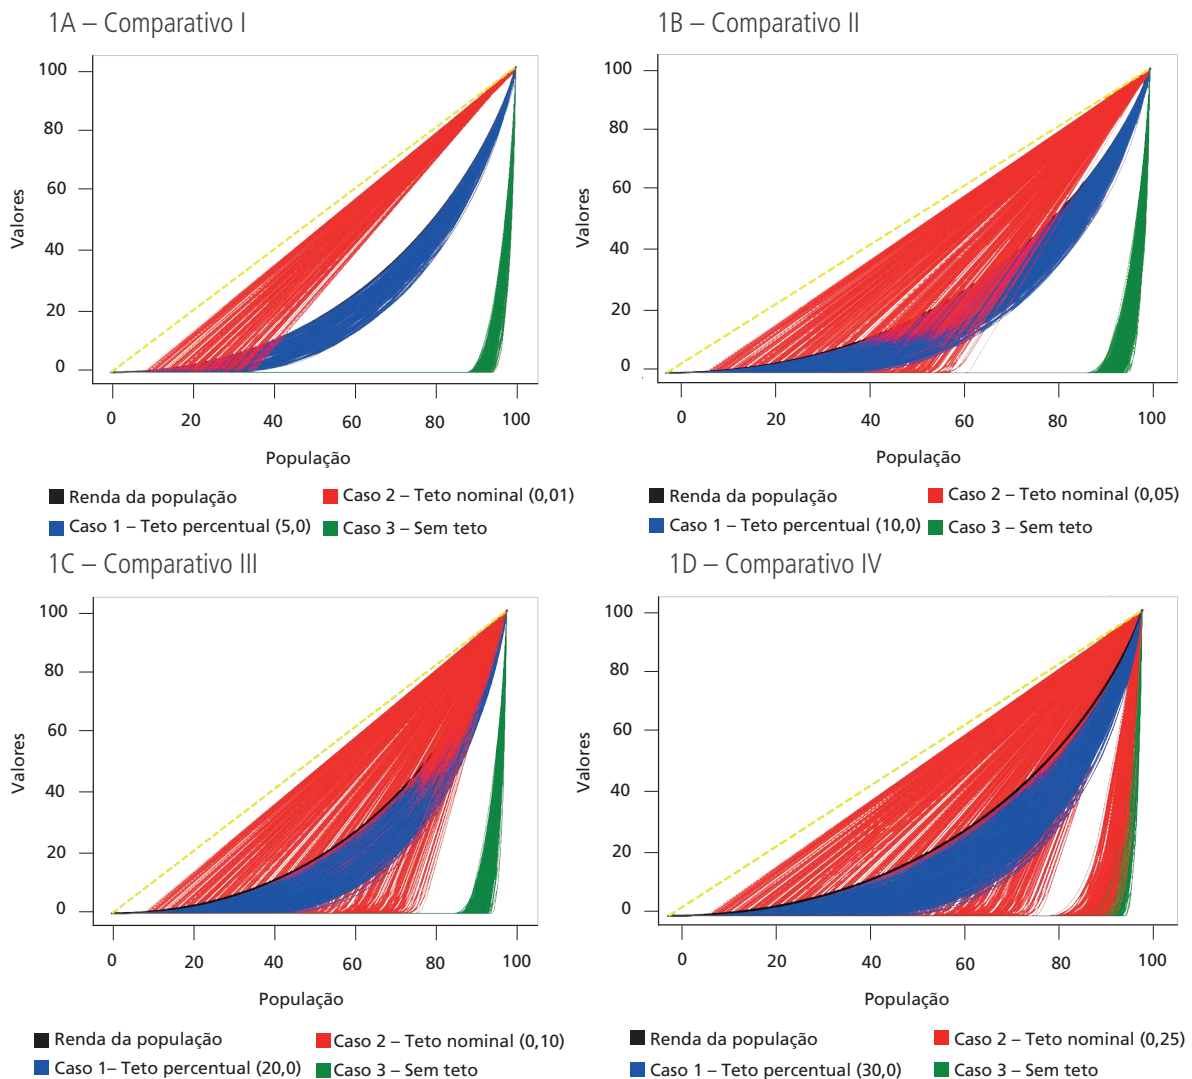 1A – Comparativo I
Valores
100
80
60
40
20
0
0 20 40 60 80 100
População
Renda da população
Caso 2 – Teto nominal (0,01)
Caso 1 – Teto percentual (5,0)
Caso 3 – Sem teto
1B – Comparativo II
Valores
100
80
60
40
20
0
0 20 40 60 80 100
População
Renda da população
Caso 2 – Teto nominal (0,05)
Caso 1 – Teto percentual (10,0)
Caso 3 – Sem teto
1C – Comparativo III
Valores
100
80
60
40
20
0
0 20 40 60 80 100
População
Renda da população
Caso 2 – Teto nominal (0,10)
Caso 1– Teto percentual (20,0)
Caso 3 – Sem teto
1D – Comparativo IV
Valores
100
80
60
40
20
0
0 20 40 60 80 100
População
Renda da população
Caso 2 – Teto nominal (0,25)
Caso 1 – Teto percentual (30,0)
Caso 3 – Sem teto